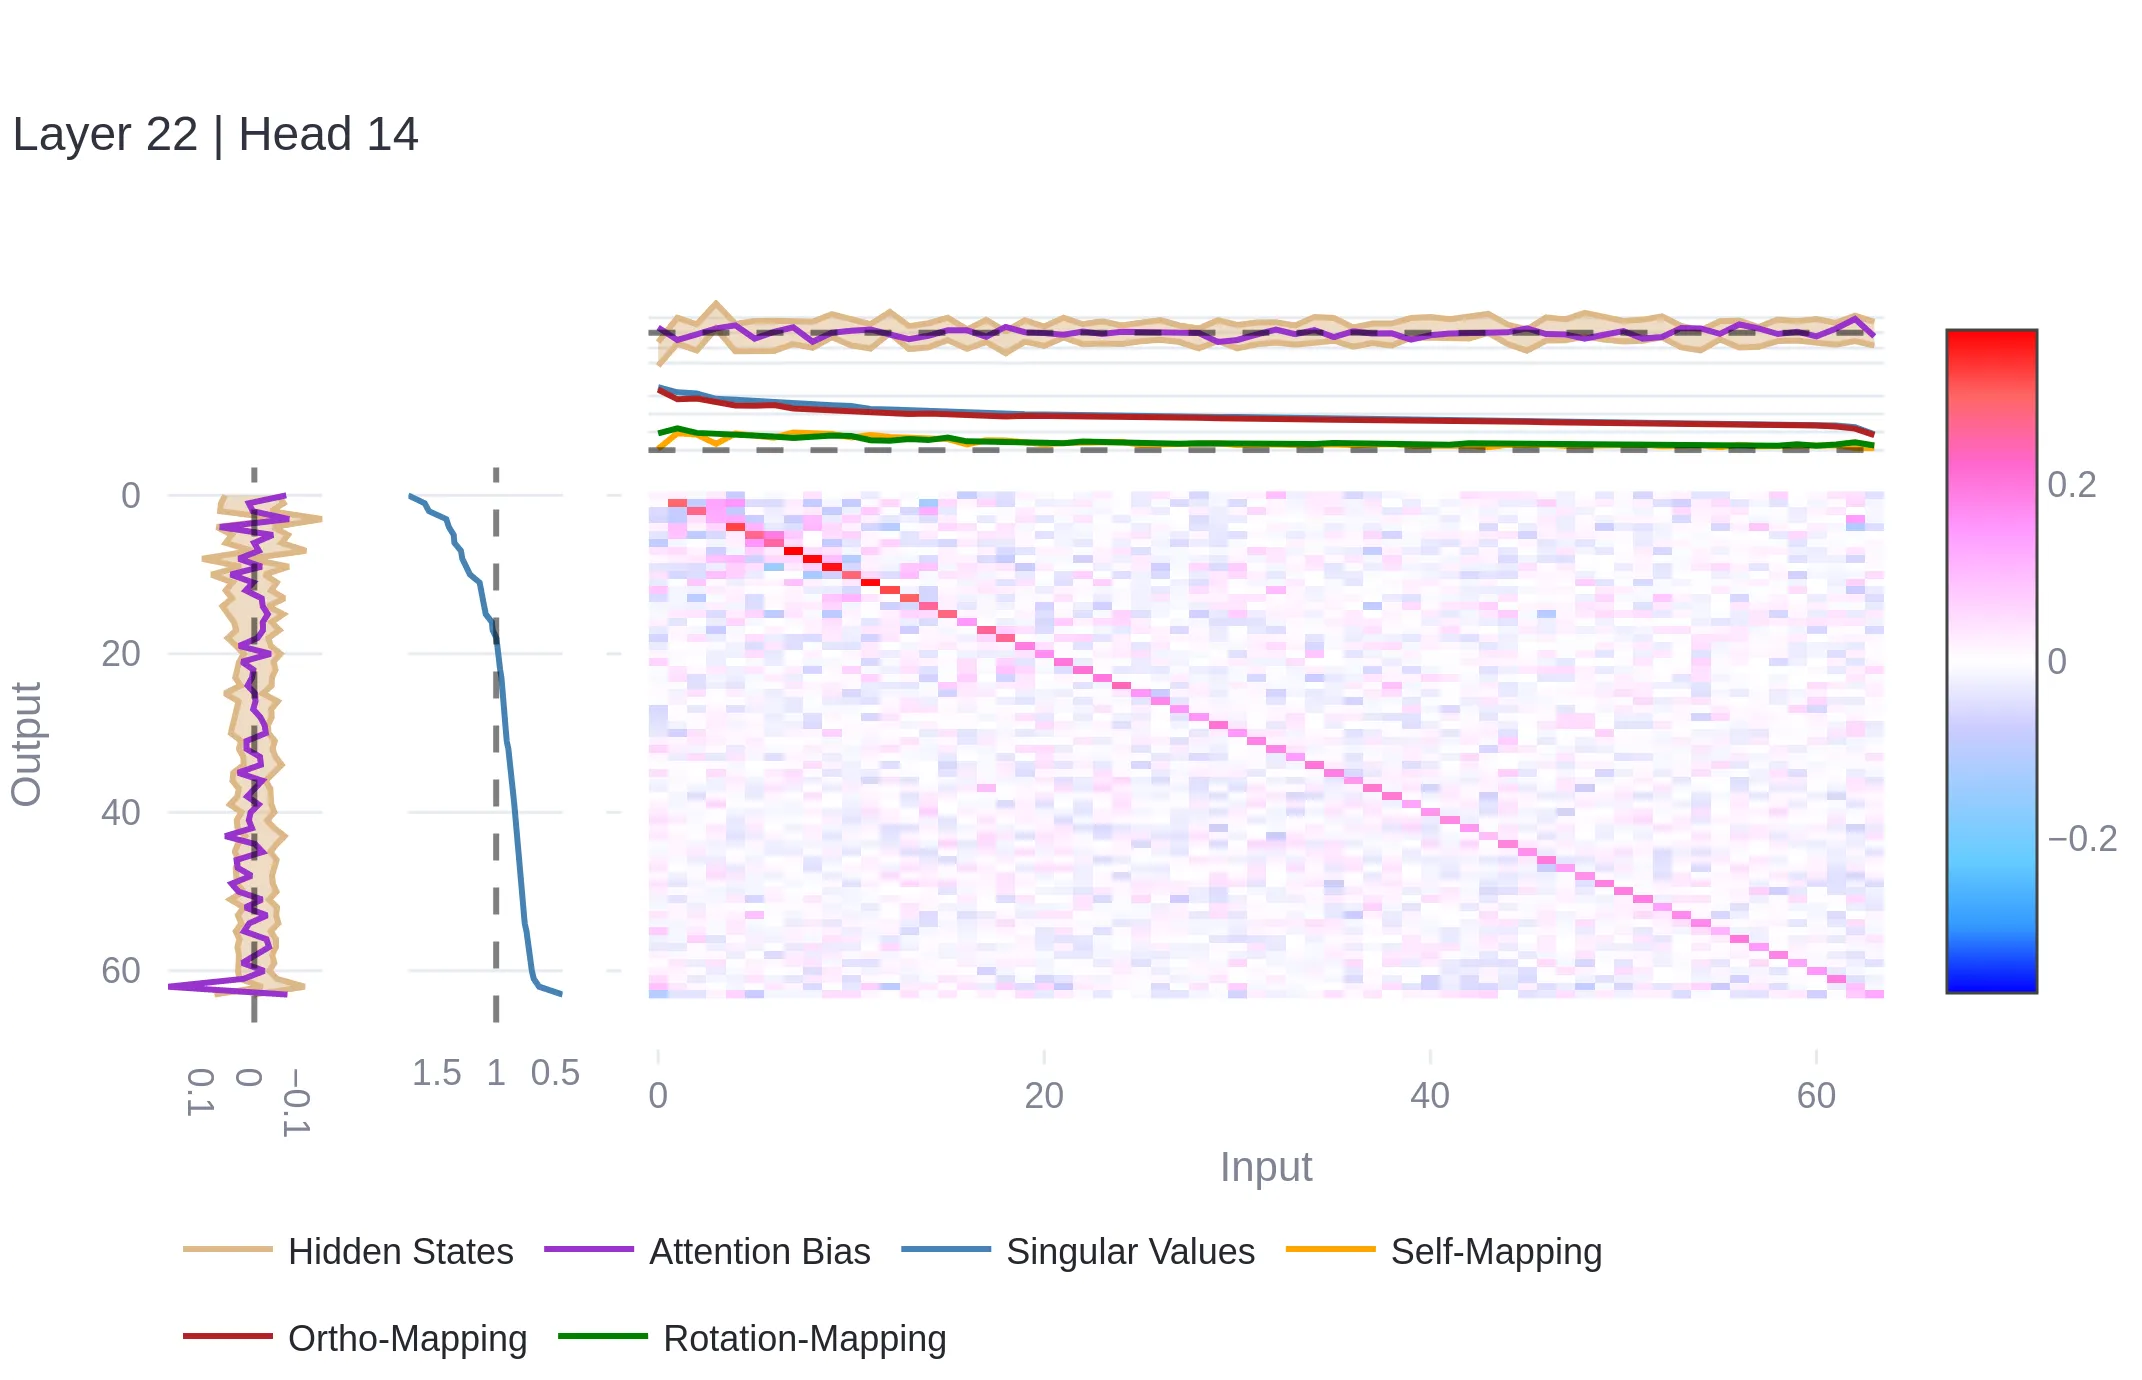 Layer 22 | Head 14
0
20
40
60
Output
0.1
0
−0.1
1.5
1
0.5
0
20
40
60
Input
0.2
0
−0.2
Hidden States
Attention Bias
Singular Values
Self-Mapping
Ortho-Mapping
Rotation-Mapping